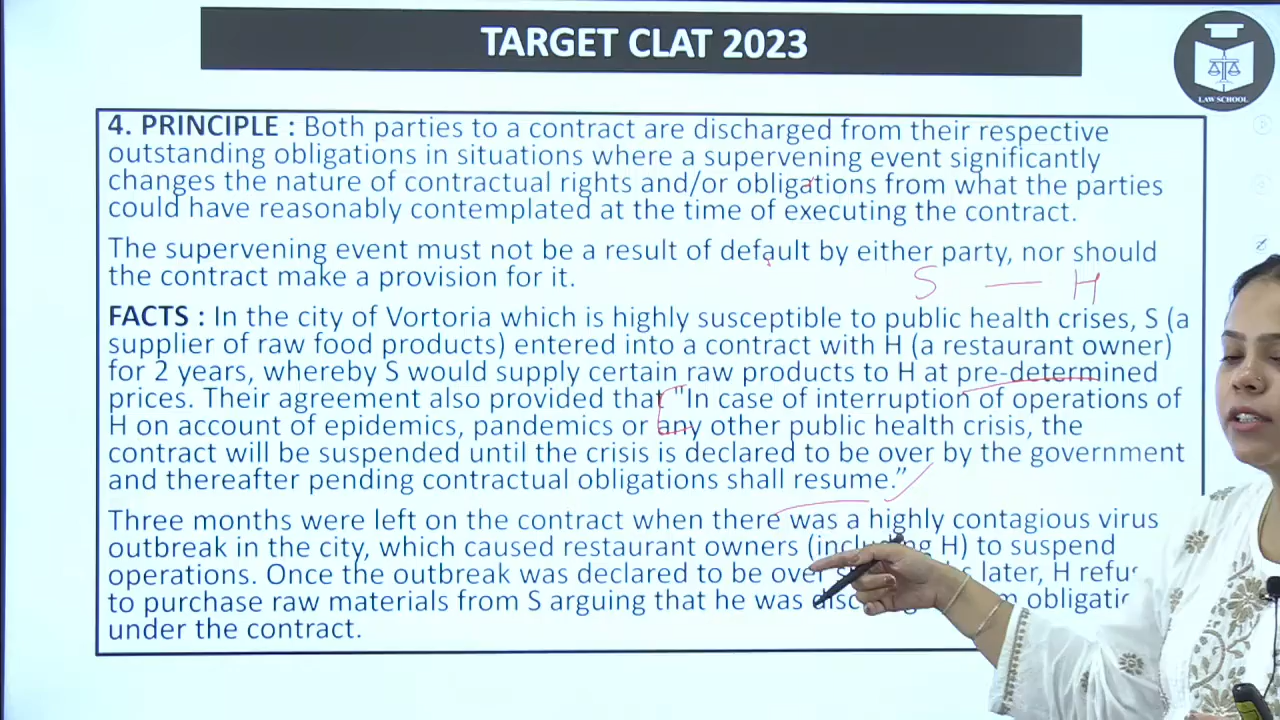 TARGET CLAT 2023
LAW SCHOOL
4. PRINCIPLE : Both parties to a contract are discharged from their respective
outstanding obligations in situations where a supervening event significantly
changes the nature of contractual rights and/or obligations from what the parties
could have reasonably contemplated at the time of executing the contract.
The supervening event must not be a result of default by either party, nor should
the contract make a provision for it.
S — H
FACTS : In the city of Vortoria which is highly susceptible to public health crises, S (a
supplier of raw food products) entered into a contract with H (a restaurant owner)
for 2 years, whereby S would supply certain raw products to H at pre-determined
prices. Their agreement also provided that "In case of interruption of operations of
H on account of epidemics, pandemics or any other public health crisis, the
contract will be suspended until the crisis is declared to be over by the government
and thereafter pending contractual obligations shall resume.”
Three months were left on the contract when there was a highly contagious virus
outbreak in the city, which caused restaurant owners (including H) to suspend
operations. Once the outbreak was declared to be over later, H
to purchase raw materials from S arguing that he was
under the contract.